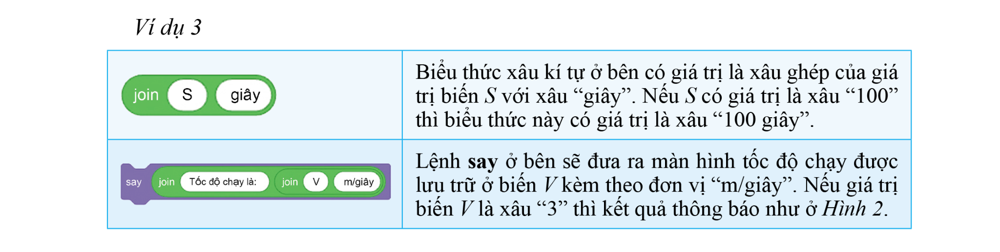 Ví dụ 3
join S giây
Biểu thức xâu kí tự ở bên có giá trị là xâu ghép của giá
trị biến S với xâu “giây”. Nếu S có giá trị là xâu “100”
thì biểu thức này có giá trị là xâu “100 giây”.
say join Tốc độ chạy là: join V m/giây
Lệnh say ở bên sẽ đưa ra màn hình tốc độ chạy được
lưu trữ ở biến V kèm theo đơn vị “m/giây”. Nếu giá trị
biến V là xâu “3” thì kết quả thông báo như ở Hình 2.